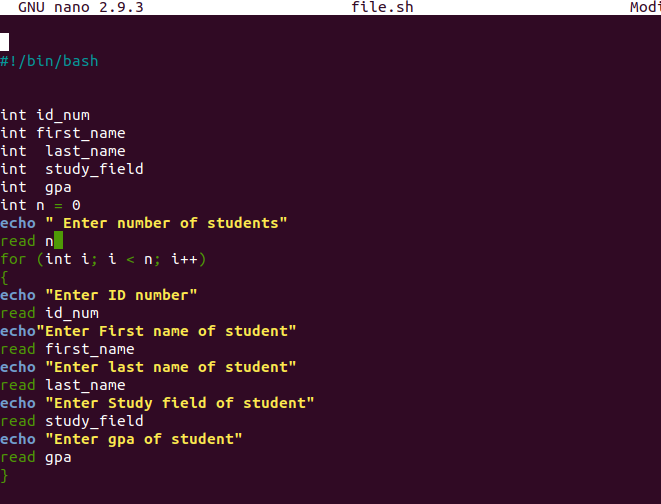 GNU nano 2.9.3 file.sh Modi
#!/bin/bash
int id_num
int first_name
int  last_name
int  study_field
int  gpa
int n = 0
echo " Enter number of students"
read n
for (int i; i < n; i++)
{
echo "Enter ID number"
read id_num
echo"Enter First name of student"
read first_name
echo "Enter last name of student"
read last_name
echo "Enter Study field of student"
read study_field
echo "Enter gpa of student"
read gpa
}